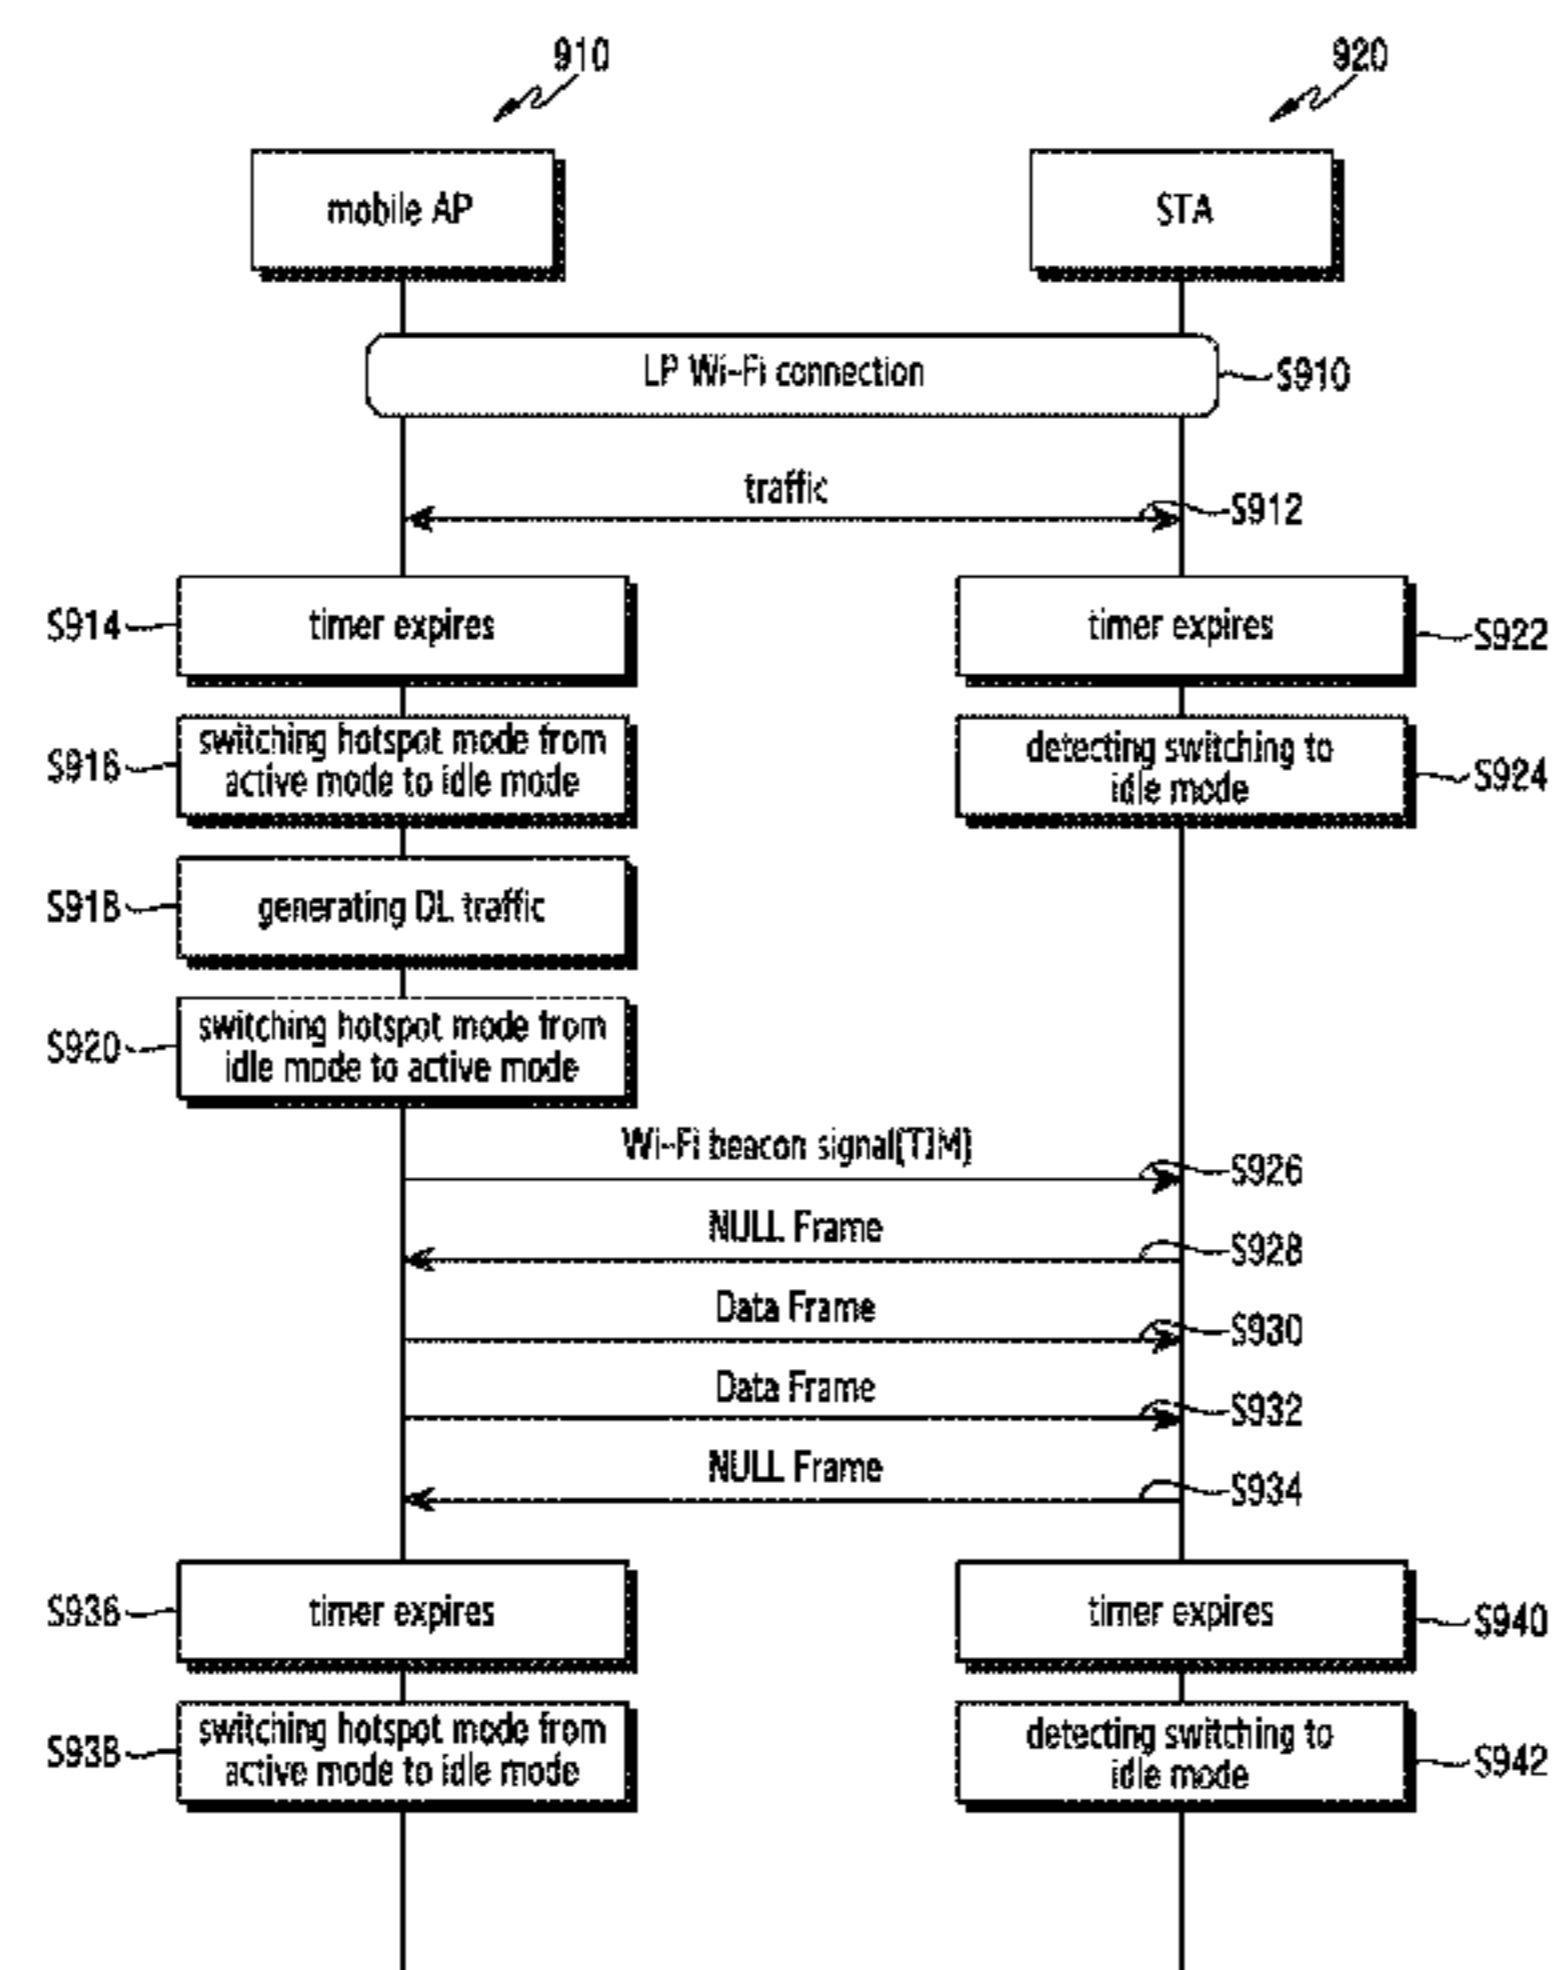 910
920
mobile AP
STA
LP Wi-Fi connection
S910
traffic
S912
S914
timer expires
timer expires
S922
S916
switching hotspot mode from
active mode to idle mode
detecting switching to
idle mode
S924
S918
generating DL traffic
S920
switching hotspot mode from
idle mode to active mode
Wi-Fi beacon signal(TIM)
S926
NULL Frame
S928
Data Frame
S930
Data Frame
S932
NULL Frame
S934
S936
timer expires
timer expires
S940
S938
switching hotspot mode from
active mode to idle mode
detecting switching to
idle mode
S942